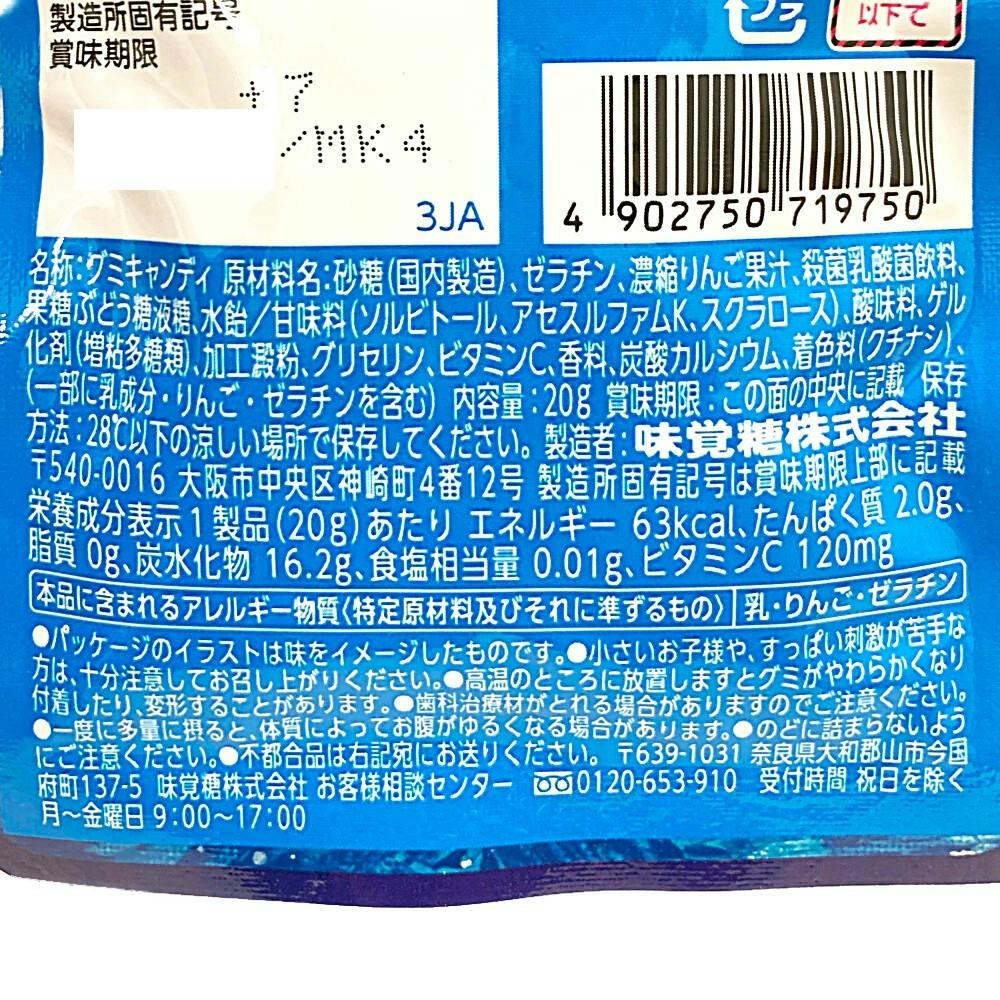 製造所固有記号
賞味期限
プラ
以下で
+7
/MK4
3JA
4 902750 719750
名称:グミキャンディ 原材料名:砂糖(国内製造)、ゼラチン、濃縮りんご果汁、殺菌乳酸菌飲料、
果糖ぶどう糖液糖、水飴/甘味料(ソルビトール、アセスルファムK、スクラロース)、酸味料、ゲル
化剤(増粘多糖類)、加工澱粉、グリセリン、ビタミンC、香料、炭酸カルシウム、着色料(クチナシ)、
(一部に乳成分・りんご・ゼラチンを含む) 内容量:20g 賞味期限:この面の中央に記載 保存
方法:28℃以下の涼しい場所で保存してください。製造者:味覚糖株式会社
〒540-0016 大阪市中央区神崎町4番12号 製造所固有記号は賞味期限上部に記載
栄養成分表示1製品(20g)あたり エネルギー 63kcal、たんぱく質 2.0g、
脂質 0g、炭水化物 16.2g、食塩相当量 0.01g、ビタミンC 120mg
本品に含まれるアレルギー物質〈特定原材料及びそれに準ずるもの〉 乳・りんご・ゼラチン
●パッケージのイラストは味をイメージしたものです。●小さいお子様や、すっぱい刺激が苦手な
方は、十分注意してお召し上がりください。●高温のところに放置しますとグミがやわらかくなり
付着したり、変形することがあります。●歯科治療材がとれる場合がありますのでご注意ください。
●一度に多量に摂ると、体質によってお腹がゆるくなる場合があります。●のどに詰まらないよう
にご注意ください。●不都合品は右記宛にお送りください。 〒639-1031 奈良県大和郡山市今国
府町137-5 味覚糖株式会社 お客様相談センター 0120-653-910 受付時間 祝日を除く
月～金曜日 9:00～17:00